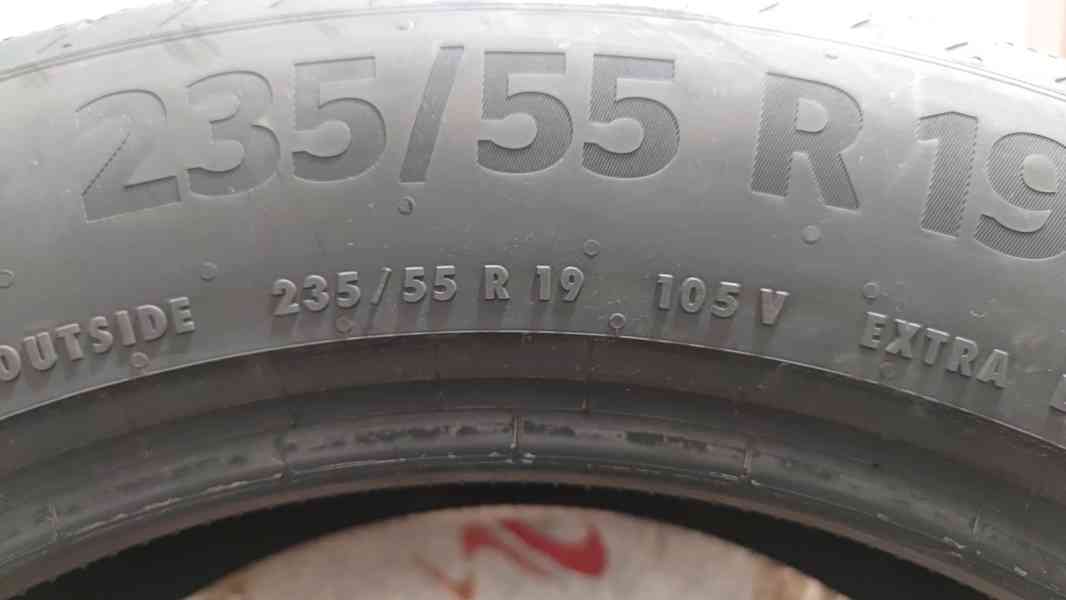 235/55 R 19
OUTSIDE 235/55 R 19 105 V EXTRA